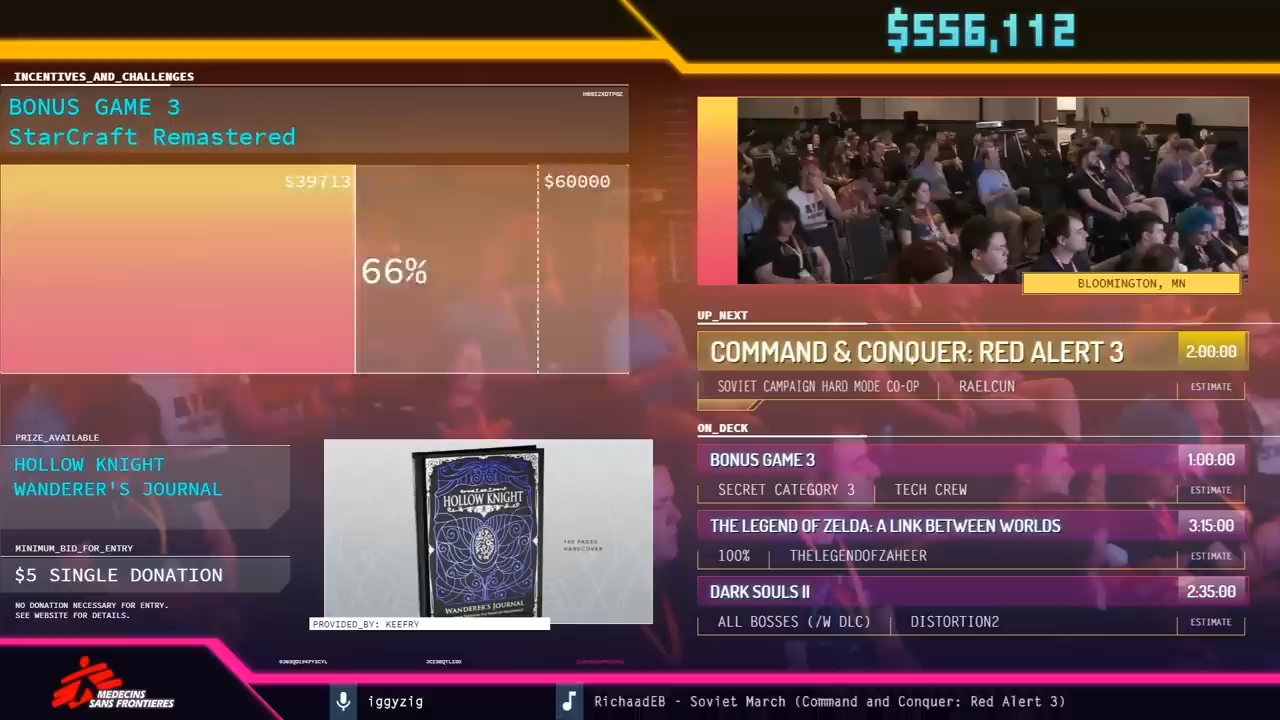 $556,112
INCENTIVES_AND_CHALLENGES
BONUS GAME 3
StarCraft Remastered
$39713
$60000
66%
BLOOMINGTON, MN
UP_NEXT
COMMAND & CONQUER: RED ALERT 3
2:00:00
SOVIET CAMPAIGN HARD MODE CO-OP
RAELCUN
ESTIMATE
ON_DECK
BONUS GAME 3
1:00:00
SECRET CATEGORY 3
TECH CREW
ESTIMATE
THE LEGEND OF ZELDA: A LINK BETWEEN WORLDS
3:15:00
100%
THELEGENDOFZAHEER
ESTIMATE
DARK SOULS II
2:35:00
ALL BOSSES (/W DLC)
DISTORTION2
ESTIMATE
PRIZE_AVAILABLE
HOLLOW KNIGHT
WANDERER'S JOURNAL
MINIMUM_BID_FOR_ENTRY
$5 SINGLE DONATION
NO DONATION NECESSARY FOR ENTRY.
SEE WEBSITE FOR DETAILS.
HOLLOW KNIGHT
WANDERER'S JOURNAL
PAGES
HARDCOVER
PROVIDED_BY: KEEFRY
MEDECINS
SANS FRONTIERES
iggyzig
RichaadEB - Soviet March (Command and Conquer: Red Alert 3)